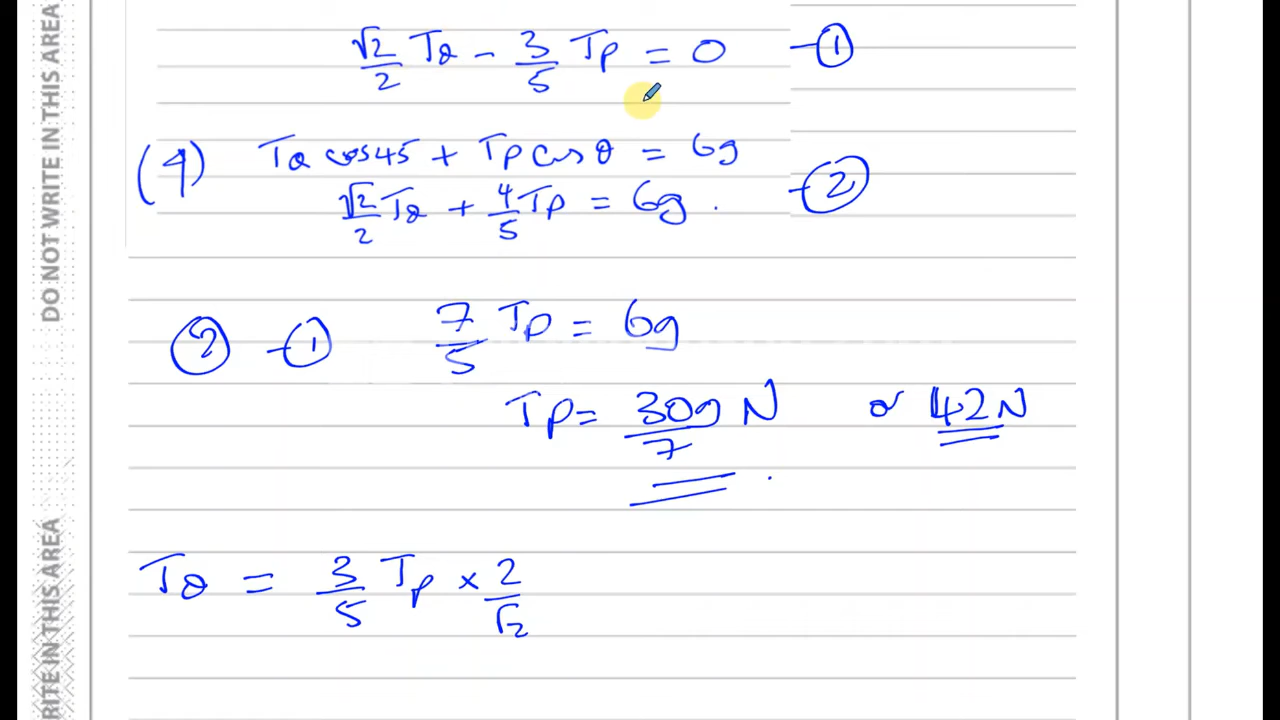 √2/2 TQ - 3/5 TP = 0 -①
(↑) TQ cos45 + TP cos θ = 6g
√2/2 TQ + 4/5 TP = 6g. -②
② - ① 7/5 TP = 6g
TP = 30g/7 N or 42N
TQ = 3/5 TP × 2/√2
DO NOT WRITE IN THIS AREA
RITE IN THIS AREA